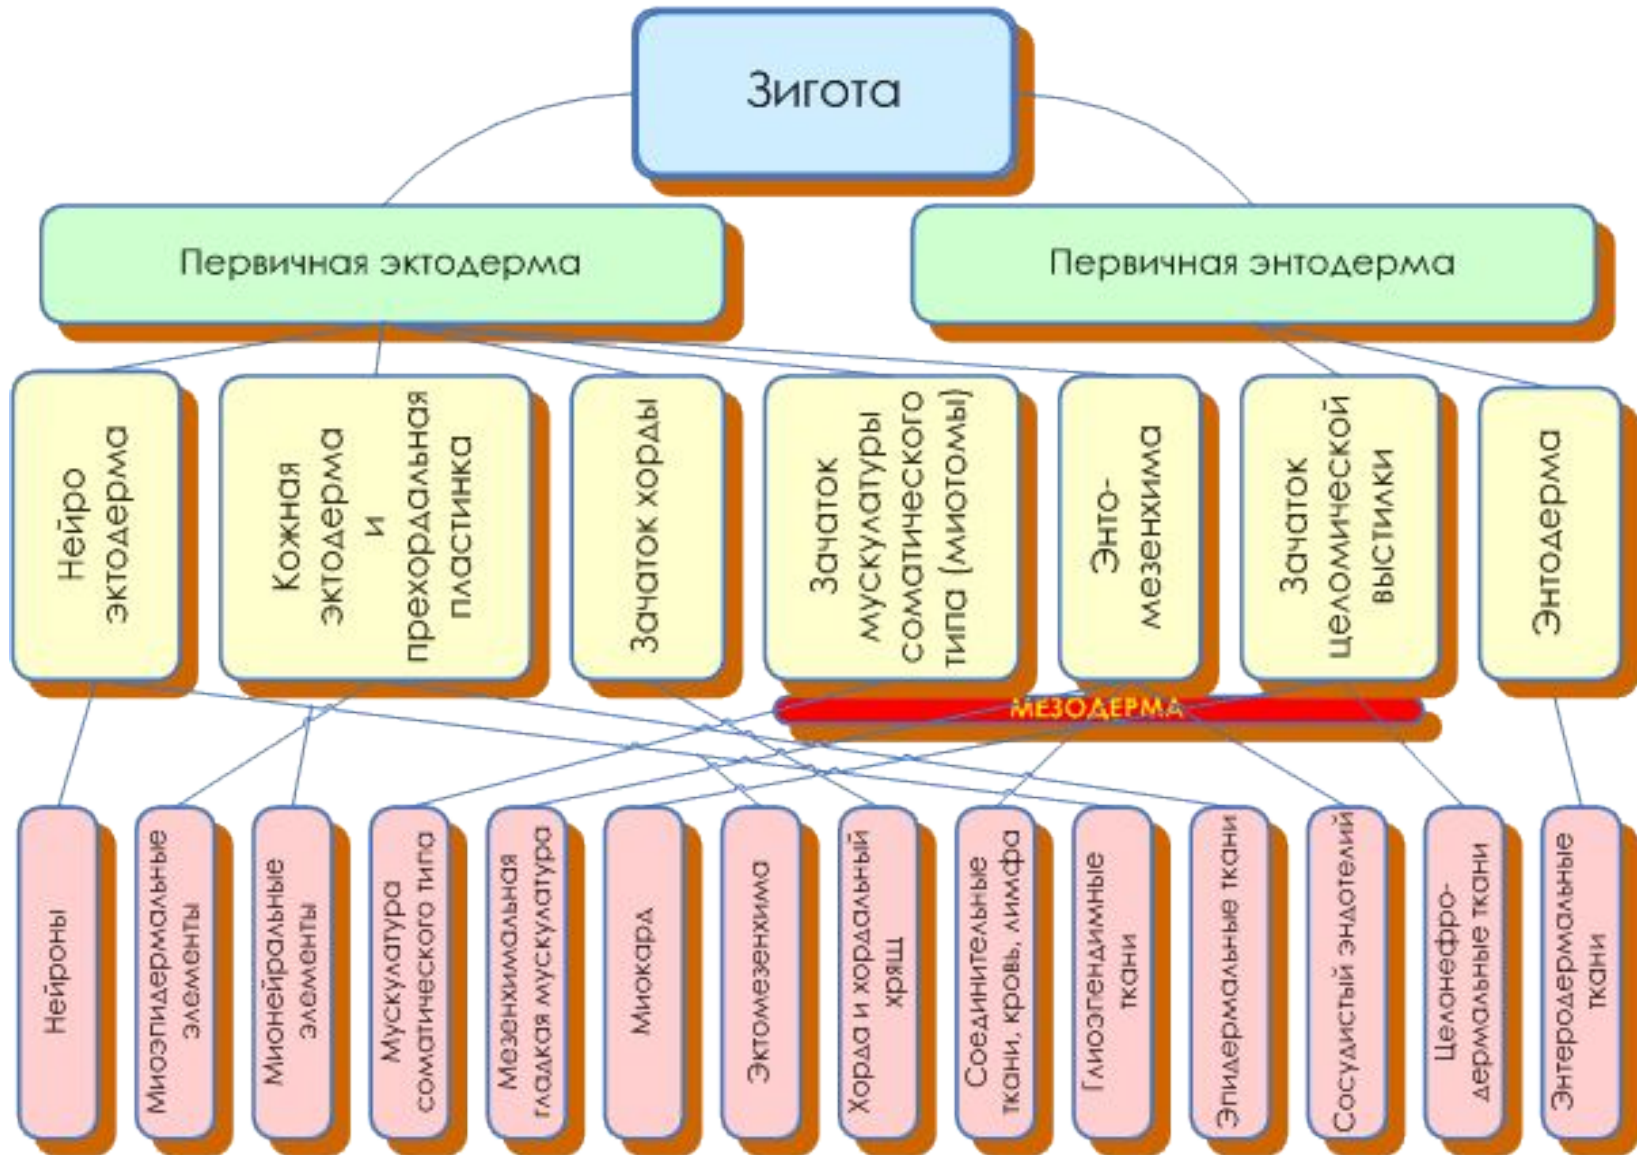 Зигота
Первичная эктодерма
Первичная энтодерма
Нейро
эктодерма
Кожная
эктодерма
и
прехордальная
пластинка
Зачаток хорды
Зачаток
мускулатуры
соматического
типа (миотомы)
Энто-
мезенхима
Зачаток
целомической
выстилки
Энтодерма
МЕЗОДЕРМА
Нейроны
Миоэпидермальные
элементы
Мионейральные
элементы
Мускулатура
соматического типа
Мезенхимальная
гладкая мускулатура
Миокард
Эктомезенхима
Хорда и хордальный
хрящ
Соединительные
ткани, кровь, лимфа
Глиоэпендимные
ткани
Эпидермальные ткани
Сосудистый эндотелий
Целонефро-
дермальные ткани
Энтеродермальные
ткани